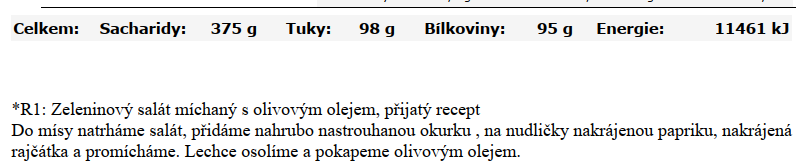 Celkem: Sacharidy: 375 g Tuky: 98 g Bílkoviny: 95 g Energie: 11461 kJ
*R1: Zeleninový salát míchaný s olivovým olejem, přijatý recept
Do mísy natrháme salát, přidáme nahrubo nastrouhanou okurku , na nudličky nakrájenou papriku, nakrájená
rajčátka a promícháme. Lechce osolíme a pokapeme olivovým olejem.